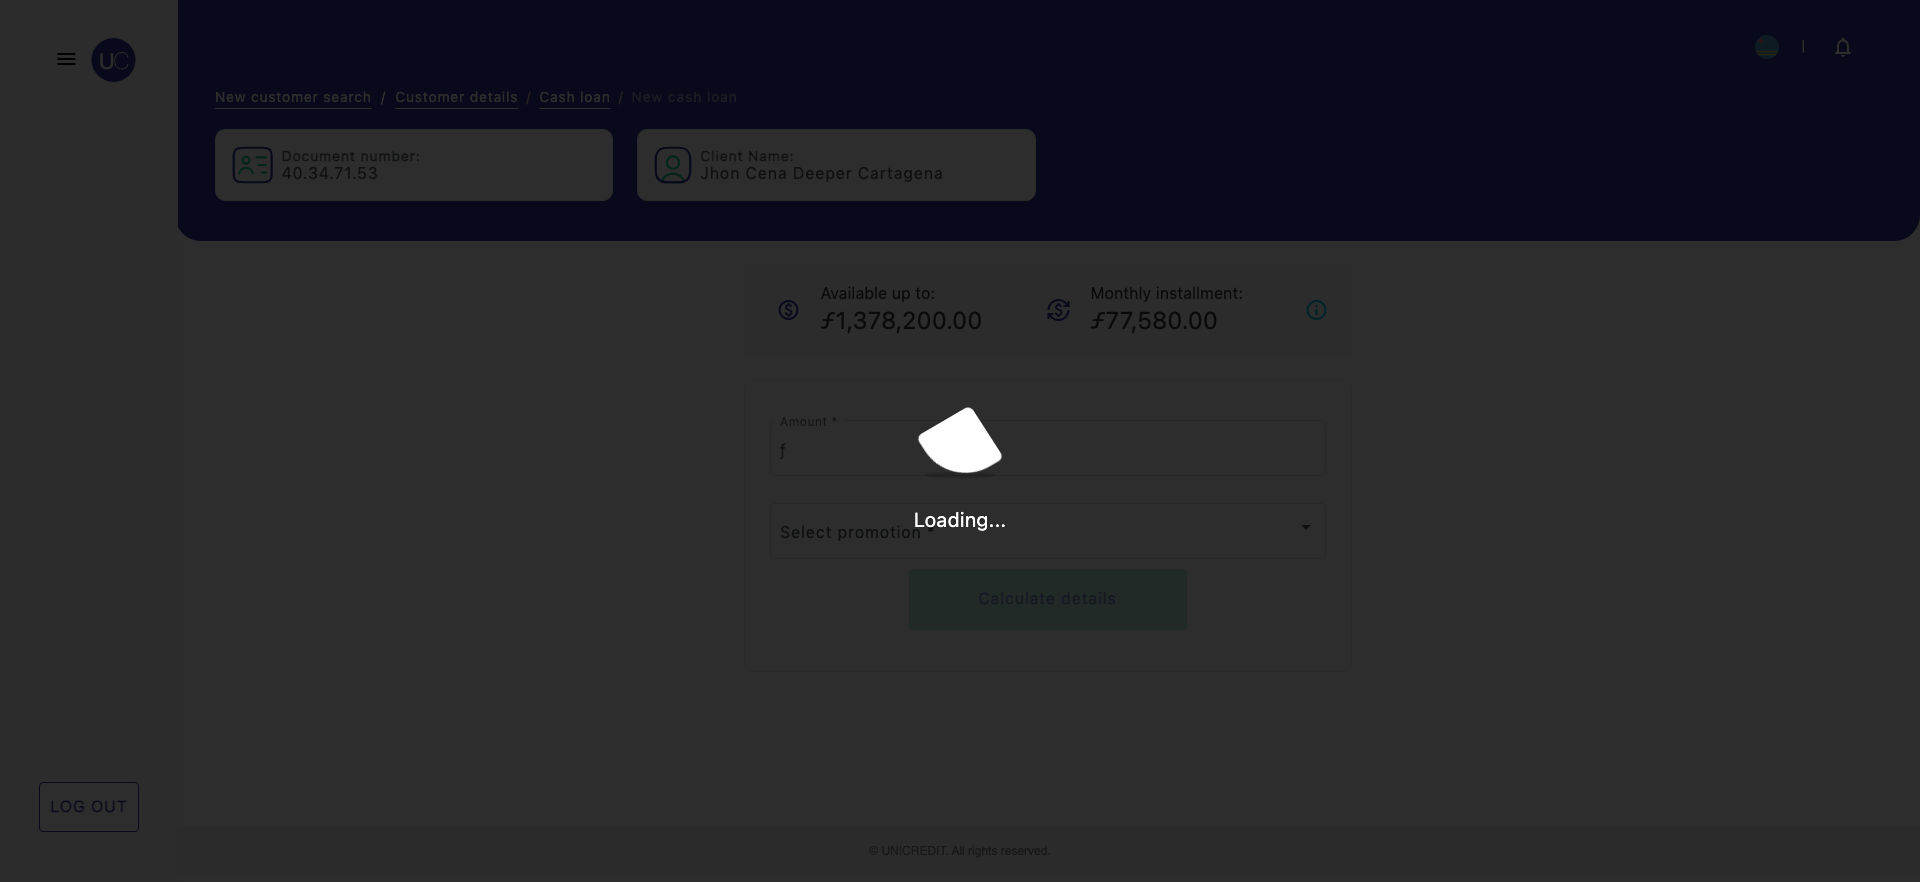 UC
New customer search / Customer details / Cash loan / New cash loan
Document number:
40.34.71.53
Client Name:
Jhon Cena Deeper Cartagena
Available up to:
ƒ1,378,200.00
Monthly installment:
ƒ77,580.00
Amount *
ƒ
Loading...
Select promotion *
Calculate details
LOG OUT
© UNICREDIT. All rights reserved.